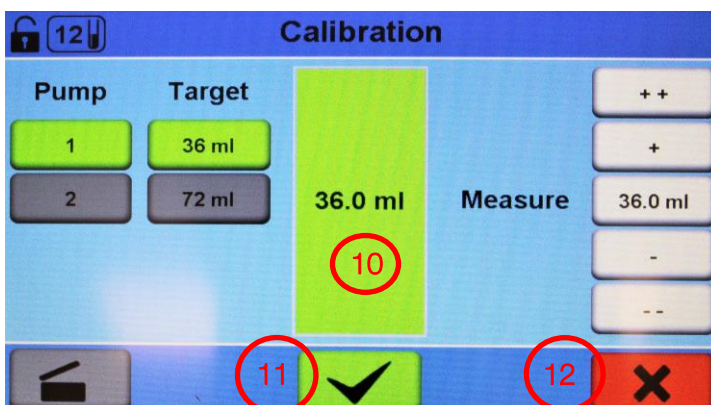 12
Calibration
Pump Target
1 36 ml
2 72 ml
36.0 ml
10
Measure
++
+
36.0 ml
-
--
11
12